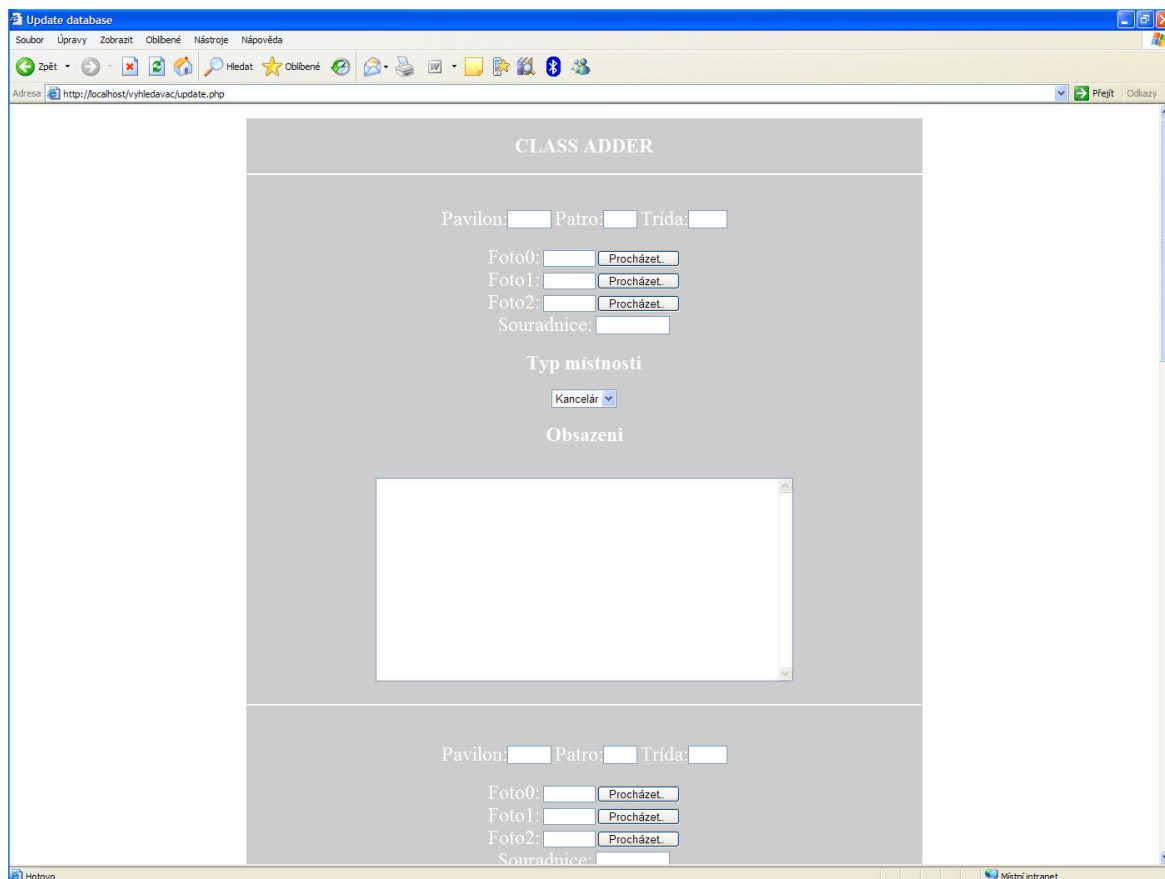 Update database
Soubor Úpravy Zobrazit Oblíbené Nástroje Nápověda
Zpět Hledat Oblíbené W
Adresa http://localhost/vyhledavac/update.php Přejít Odkazy
CLASS ADDER
Pavilon: Patro: Trída:
Foto0: Procházet..
Foto1: Procházet..
Foto2: Procházet..
Souradnice:
Typ místnosti
Kancelár
Obsazeni
Pavilon: Patro: Trída:
Foto0: Procházet..
Foto1: Procházet..
Foto2: Procházet..
Souradnice:
Hotovo Místní intranet